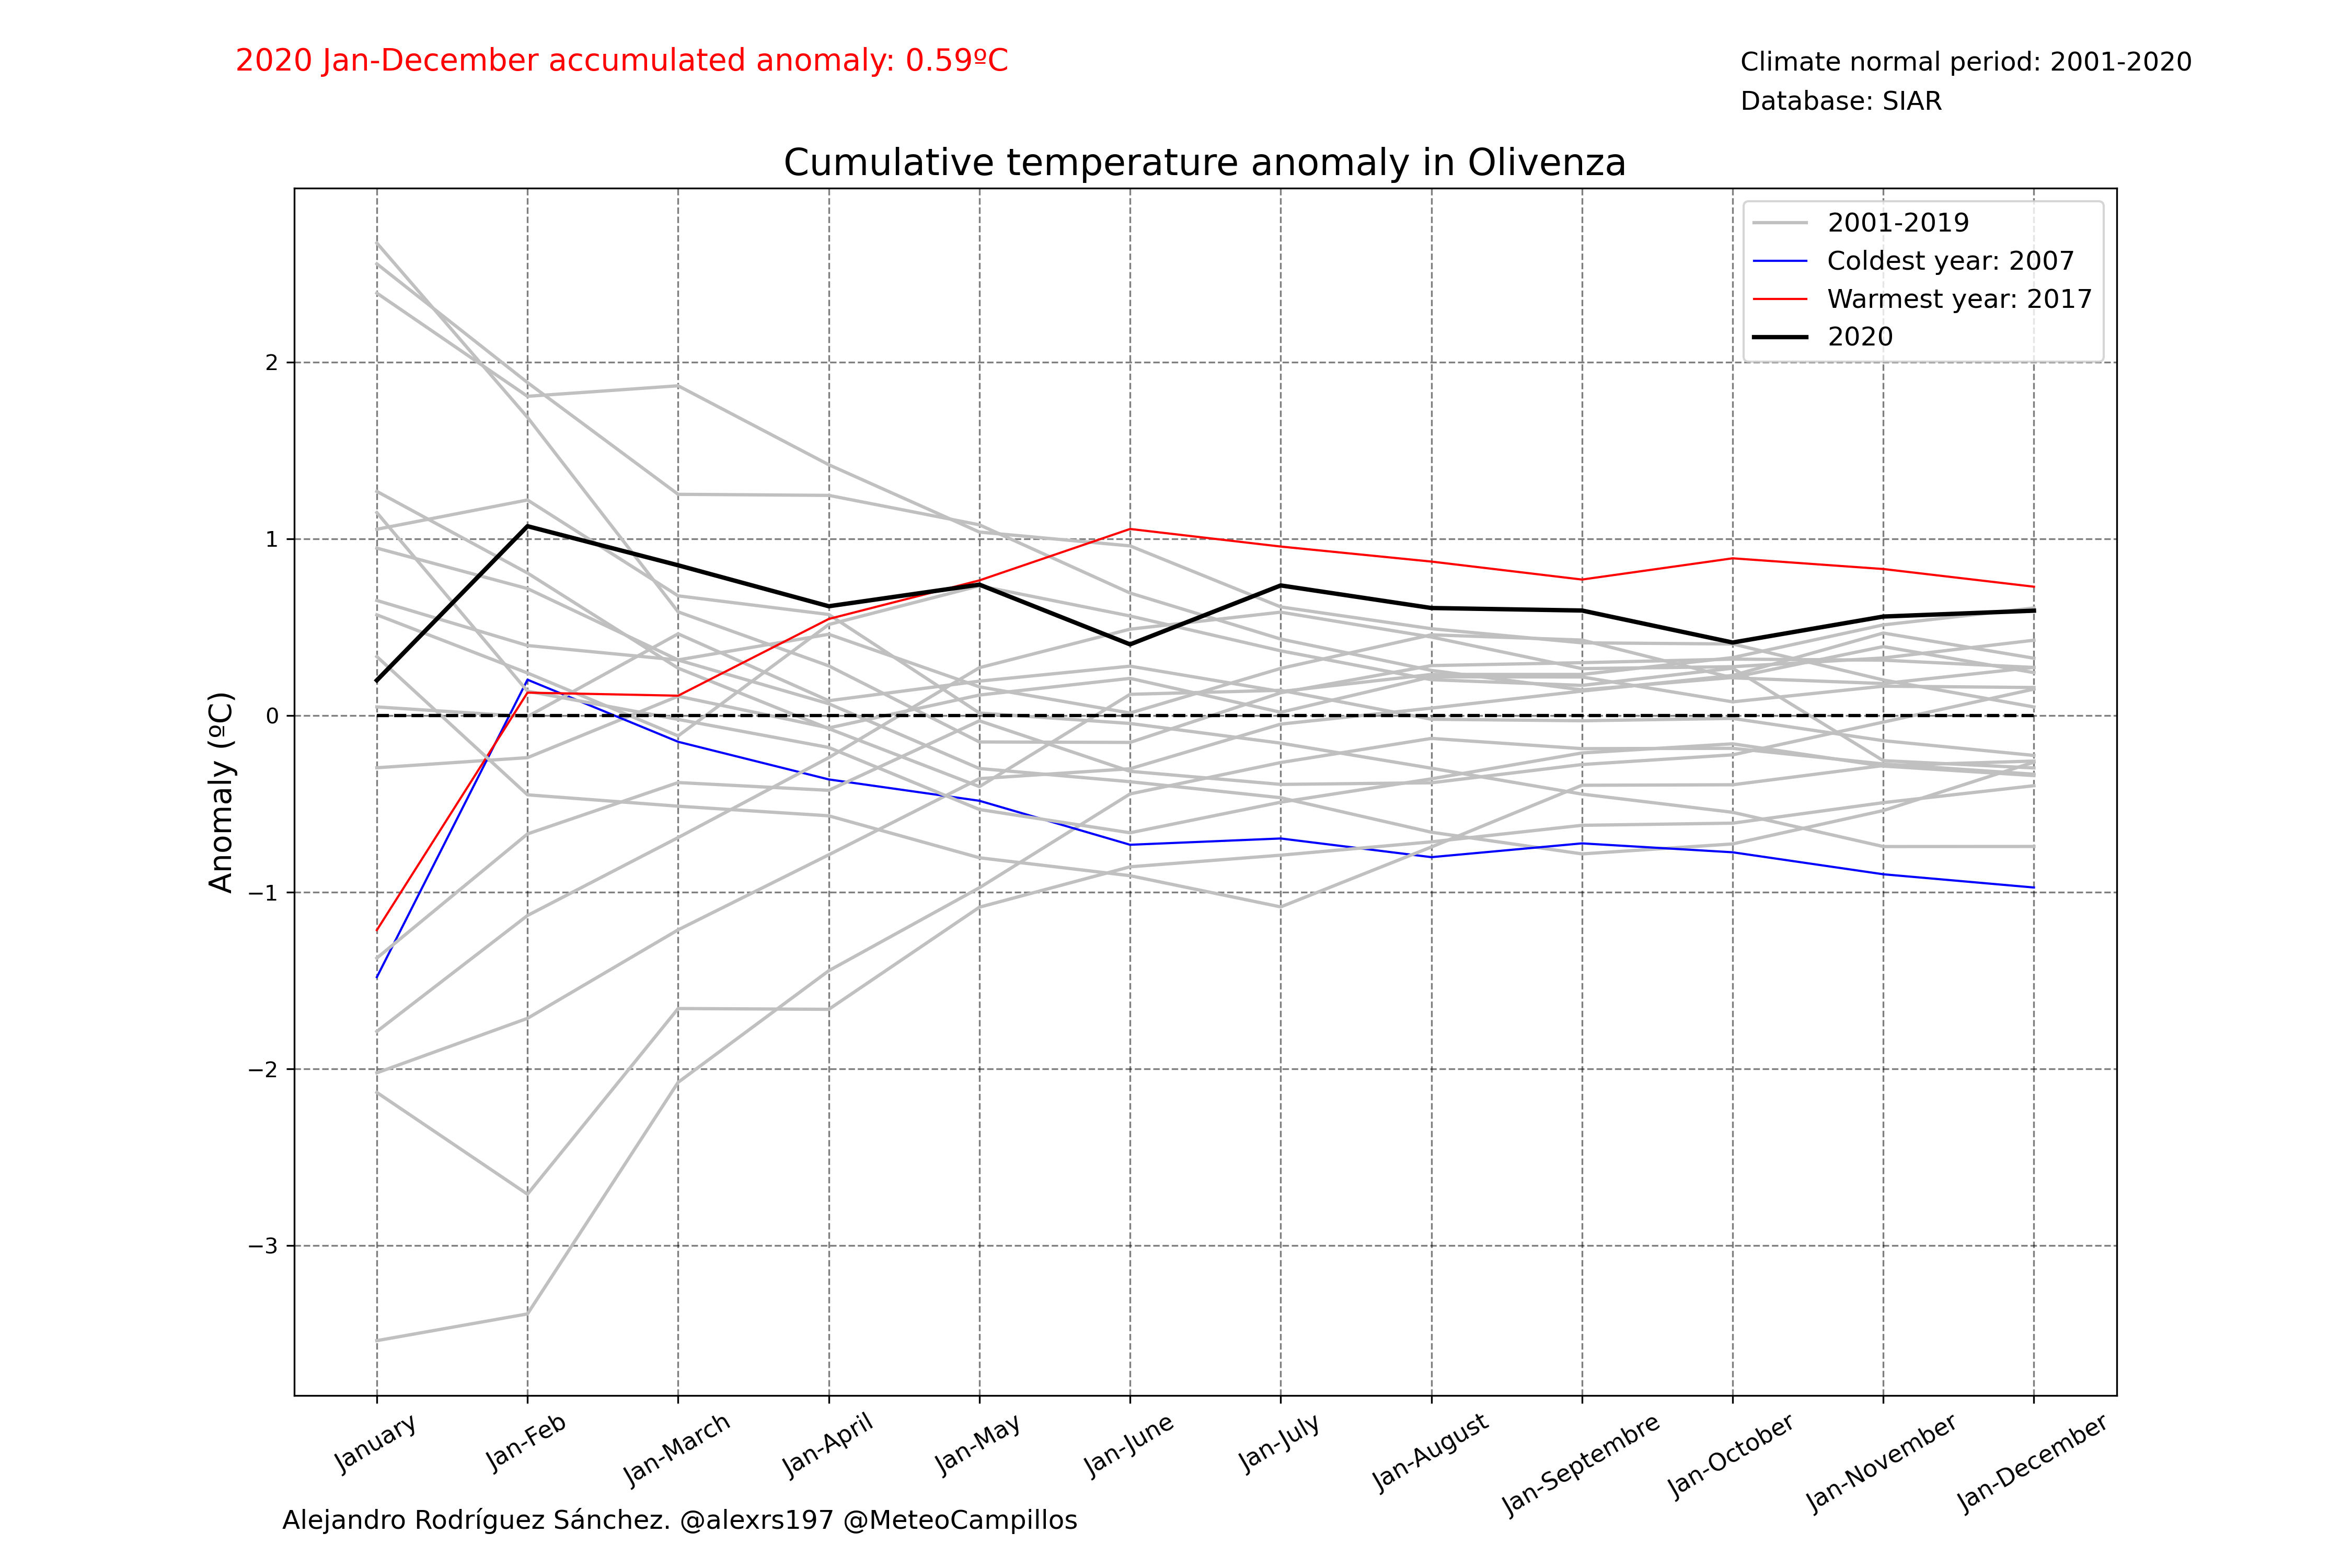 2020 Jan-December accumulated anomaly: 0.59ºC
Climate normal period: 2001-2020
Database: SIAR
Cumulative temperature anomaly in Olivenza
2001-2019
Coldest year: 2007
Warmest year: 2017
2020
Anomaly (ºC)
2
1
0
−1
−2
−3
January
Jan-Feb
Jan-March
Jan-April
Jan-May
Jan-June
Jan-July
Jan-August
Jan-Septembre
Jan-October
Jan-November
Jan-December
Alejandro Rodríguez Sánchez. @alexrs197 @MeteoCampillos